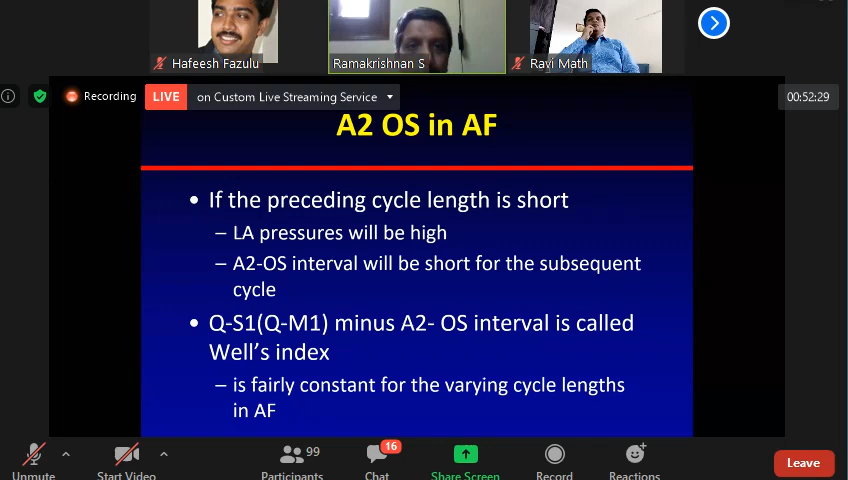 Hafeesh Fazulu
Ramakrishnan S
Ravi Math
Recording
LIVE
on Custom Live Streaming Service
00:52:29
A2 OS in AF
• If the preceding cycle length is short
– LA pressures will be high
– A2-OS interval will be short for the subsequent
cycle
• Q-S1(Q-M1) minus A2- OS interval is called
Well's index
– is fairly constant for the varying cycle lengths
in AF
Unmute
Start Video
99
Participants
16
Chat
Share Screen
Record
Reactions
Leave